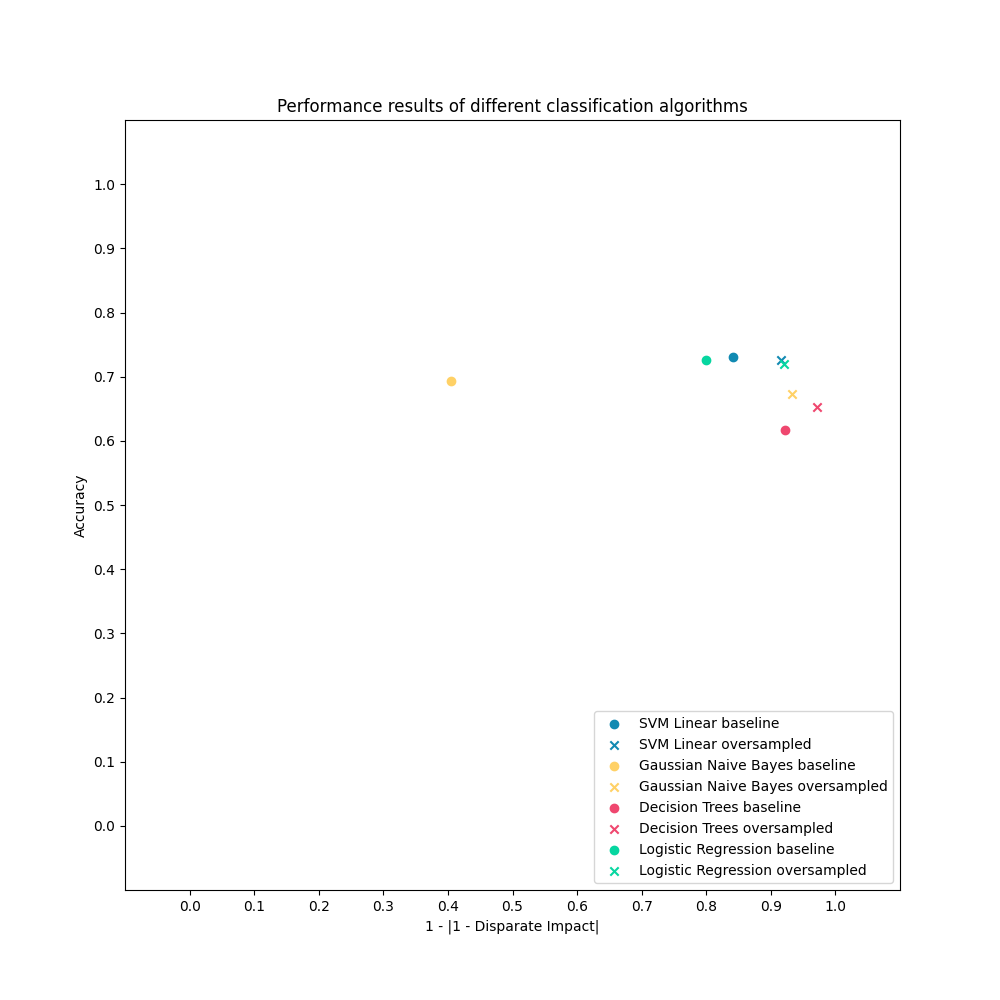 Performance results of different classification algorithms
1.0
0.9
0.8
0.7
0.6
0.5
0.4
0.3
0.2
0.1
0.0
Accuracy
SVM Linear baseline
SVM Linear oversampled
Gaussian Naive Bayes baseline
Gaussian Naive Bayes oversampled
Decision Trees baseline
Decision Trees oversampled
Logistic Regression baseline
Logistic Regression oversampled
0.0 0.1 0.2 0.3 0.4 0.5 0.6 0.7 0.8 0.9 1.0
1 - |1 - Disparate Impact|